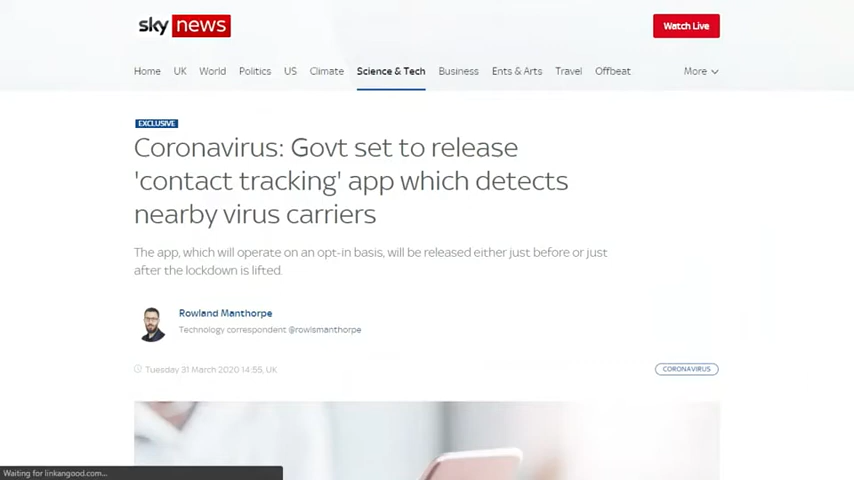 sky news
Watch Live
Home UK World Politics US Climate Science & Tech Business Ents & Arts Travel Offbeat More
EXCLUSIVE
Coronavirus: Govt set to release
'contact tracking' app which detects
nearby virus carriers
The app, which will operate on an opt-in basis, will be released either just before or just
after the lockdown is lifted.
Rowland Manthorpe
Technology correspondent @rowlsmanthorpe
Tuesday 31 March 2020 14:55, UK
CORONAVIRUS
Waiting for linkangood.com...